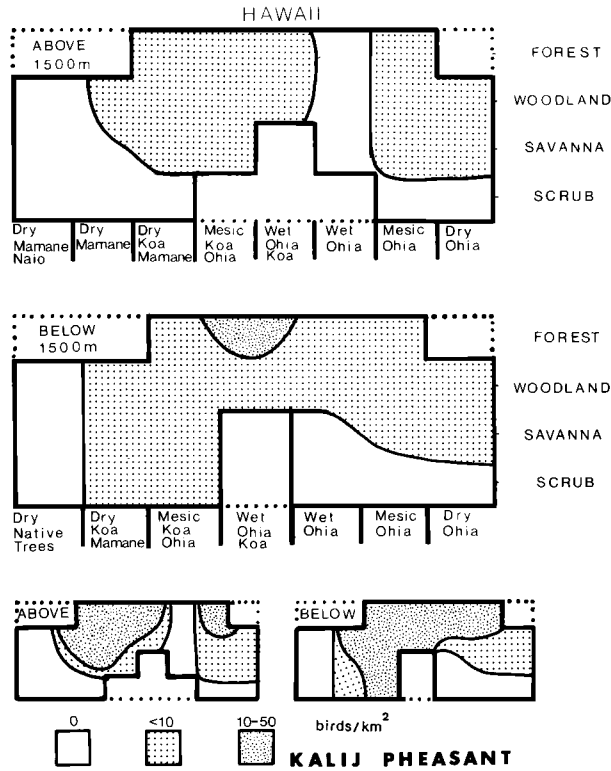 HAWAII
ABOVE
1500m
FOREST
WOODLAND
SAVANNA
SCRUB
Dry Mamane Naio
Dry Mamane
Dry Koa Mamane
Mesic Koa Ohia
Wet Ohia Koa
Wet Ohia
Mesic Ohia
Dry Ohia
BELOW
1500m
FOREST
WOODLAND
SAVANNA
SCRUB
Dry Native Trees
Dry Koa Mamane
Mesic Koa Ohia
Wet Ohia Koa
Wet Ohia
Mesic Ohia
Dry Ohia
ABOVE
BELOW
0 <10 10-50 birds/km²
KALIJ PHEASANT